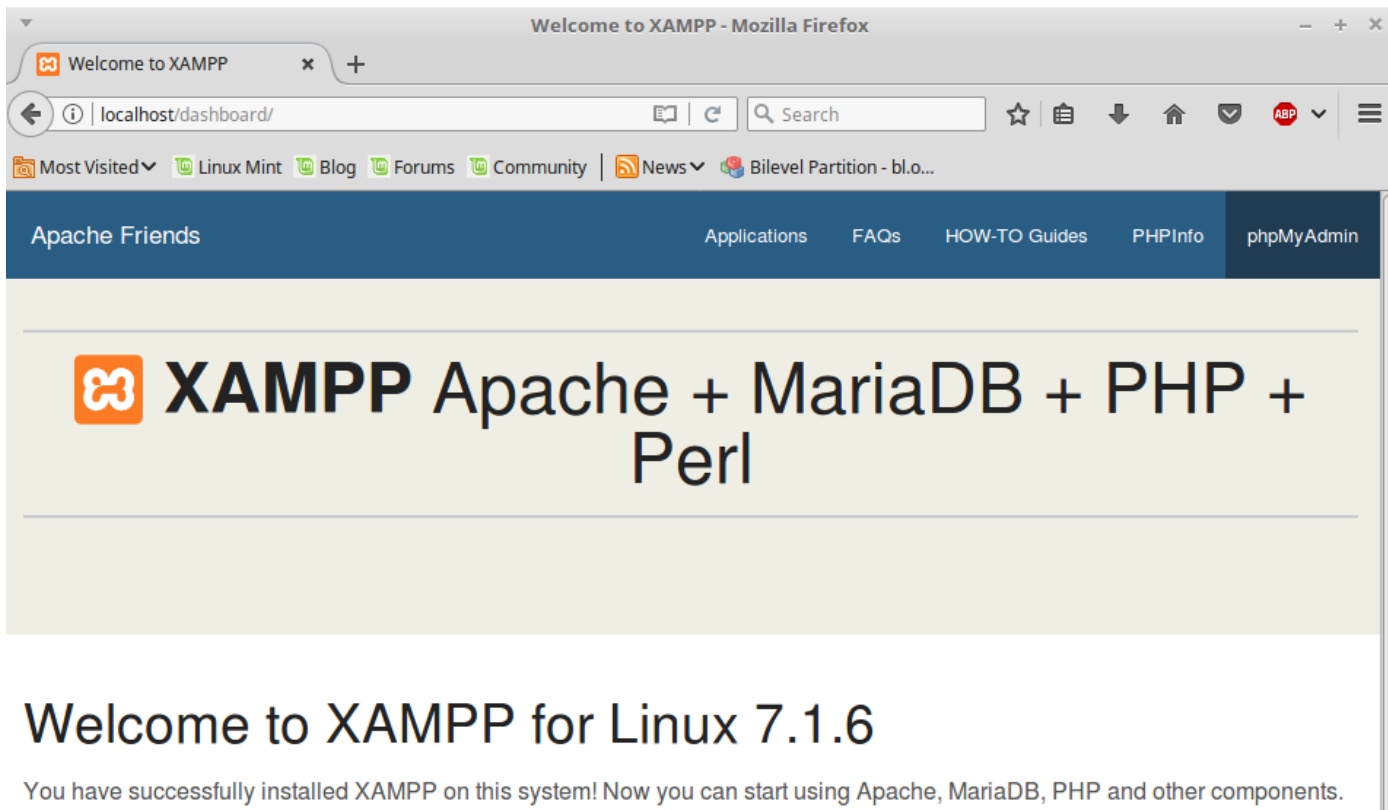 Welcome to XAMPP - Mozilla Firefox
Welcome to XAMPP
localhost/dashboard/
Search
ABP
Most Visited
Linux Mint
Blog
Forums
Community
News
Bilevel Partition - bl.o...
Apache Friends
Applications
FAQs
HOW-TO Guides
PHPInfo
phpMyAdmin
XAMPP Apache + MariaDB + PHP +
Perl
Welcome to XAMPP for Linux 7.1.6
You have successfully installed XAMPP on this system! Now you can start using Apache, MariaDB, PHP and other components.